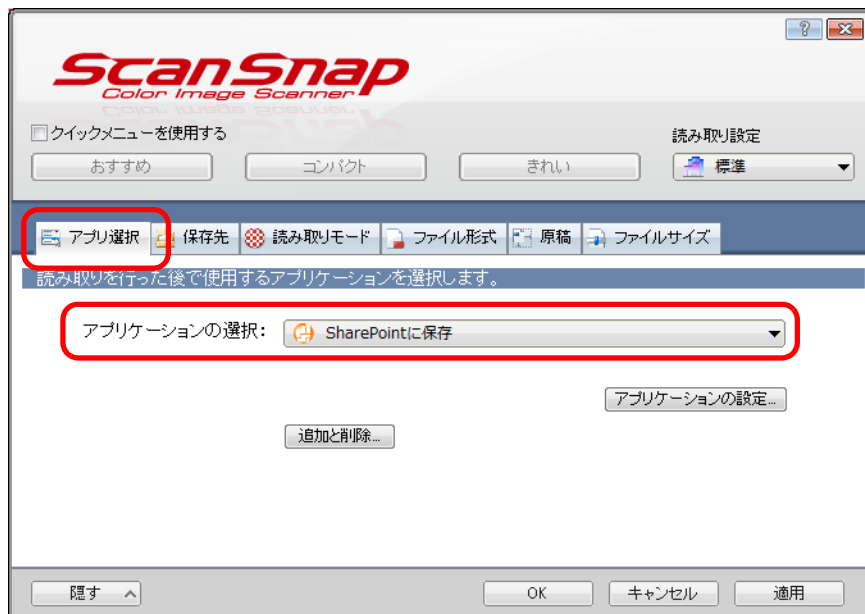 ScanSnap
Color Image Scanner
クイックメニューを使用する
読み取り設定
おすすめ
コンパクト
きれい
標準
アプリ選択
保存先
読み取りモード
ファイル形式
原稿
ファイルサイズ
読み取りを行った後で使用するアプリケーションを選択します。
アプリケーションの選択:
SharePointに保存
アプリケーションの設定...
追加と削除...
隠す
OK
キャンセル
適用